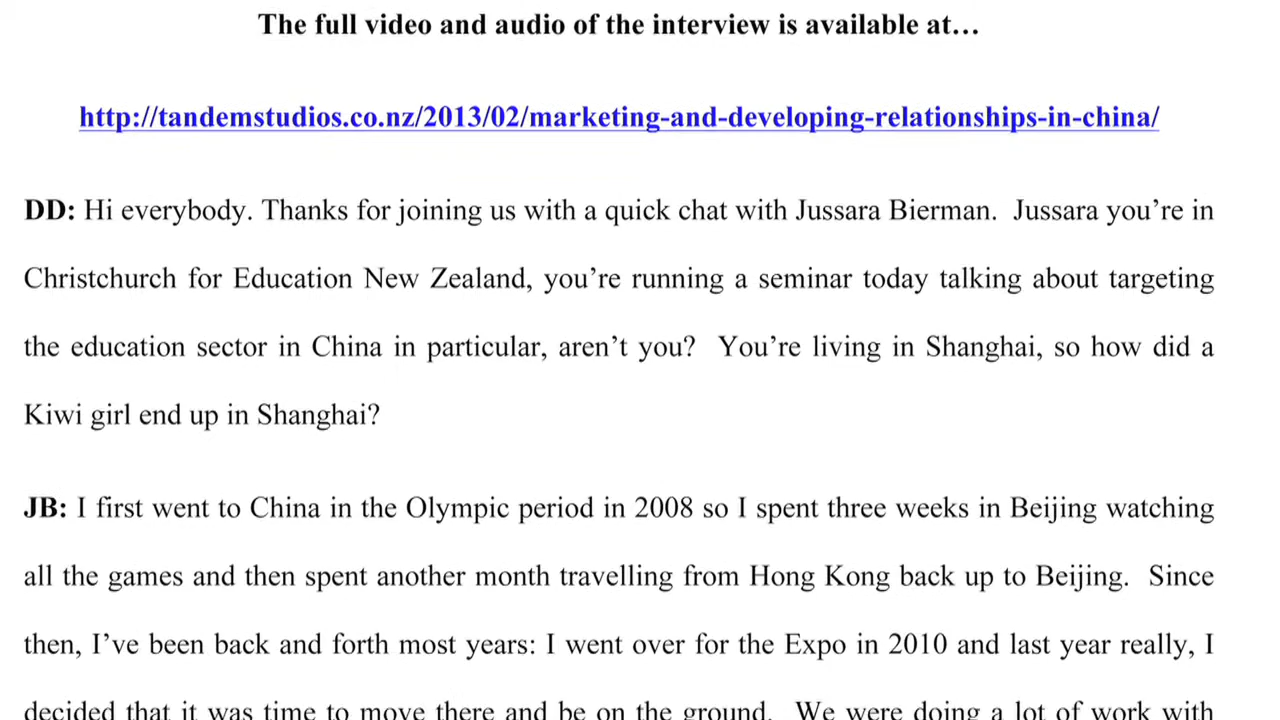 The full video and audio of the interview is available at…
http://tandemstudios.co.nz/2013/02/marketing-and-developing-relationships-in-china/
DD: Hi everybody. Thanks for joining us with a quick chat with Jussara Bierman.  Jussara you’re in
Christchurch for Education New Zealand, you’re running a seminar today talking about targeting
the education sector in China in particular, aren’t you?  You’re living in Shanghai, so how did a
Kiwi girl end up in Shanghai?
JB: I first went to China in the Olympic period in 2008 so I spent three weeks in Beijing watching
all the games and then spent another month travelling from Hong Kong back up to Beijing.  Since
then, I’ve been back and forth most years: I went over for the Expo in 2010 and last year really, I
decided that it was time to move there and be on the ground.  We were doing a lot of work with